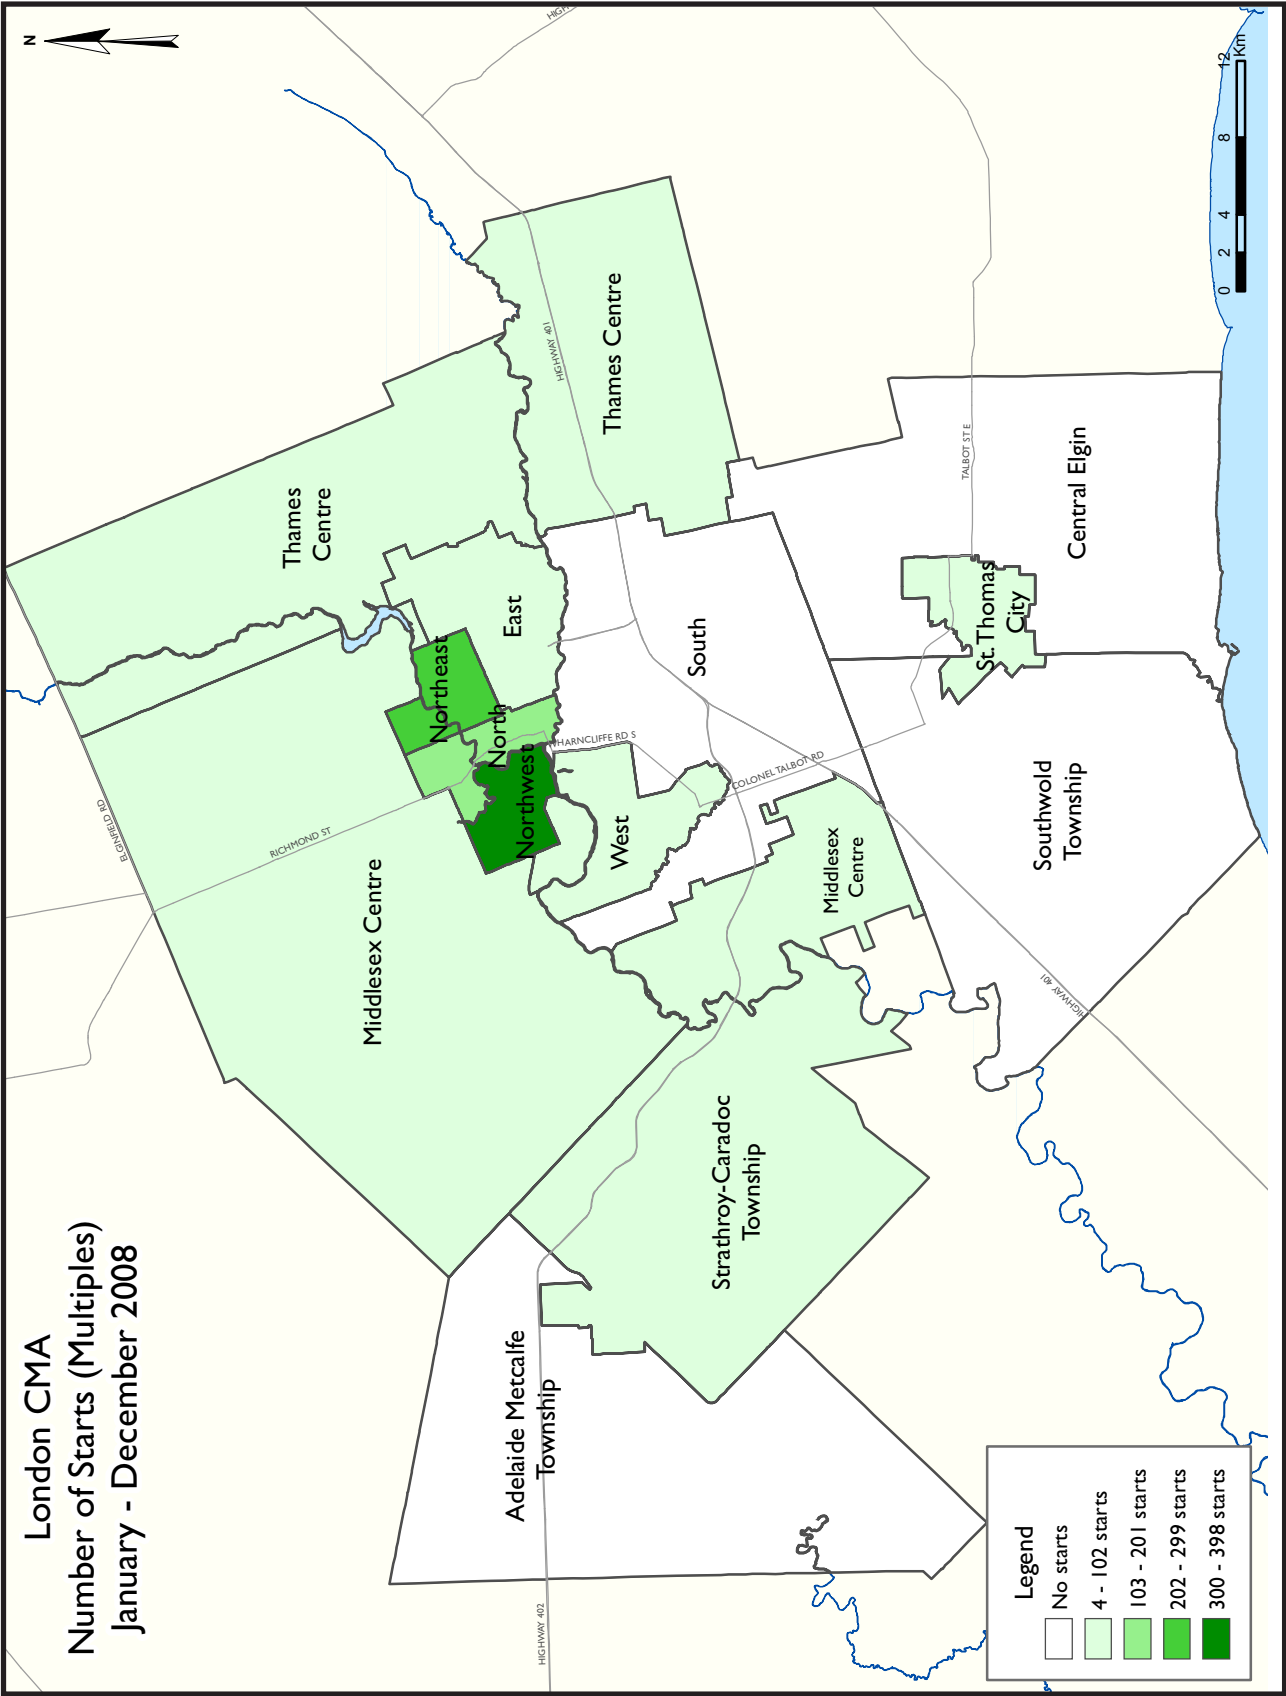 London CMA
Number of Starts (Multiples)
January - December 2008
N
ELGINFIELD RD
RICHMOND ST
Thames
Centre
Middlesex Centre
Northeast
North
Northwest
East
HIGHWAY 401
Thames Centre
WHARNCLIFFE RD S
West
South
COLONEL TALBOT RD
Middlesex
Centre
Strathroy-Caradoc
Township
Adelaide Metcalfe
Township
HIGHWAY 402
TALBOT ST E
St. Thomas
City
Central Elgin
Southwold
Township
HIGHWAY 401
Legend
No starts
4 - 102 starts
103 - 201 starts
202 - 299 starts
300 - 398 starts
0 2 4 8 12
Km